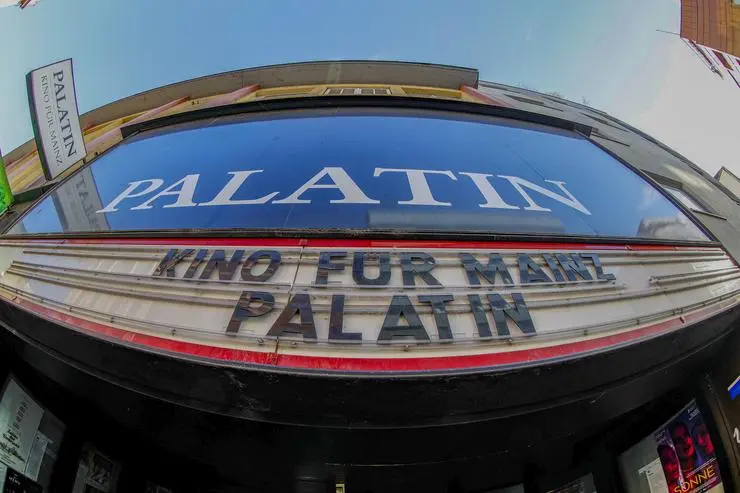 PALATIN
KINO FÜR MAINZ
PALATIN
KINO FÜR MAINZ
PALATIN
SONNE